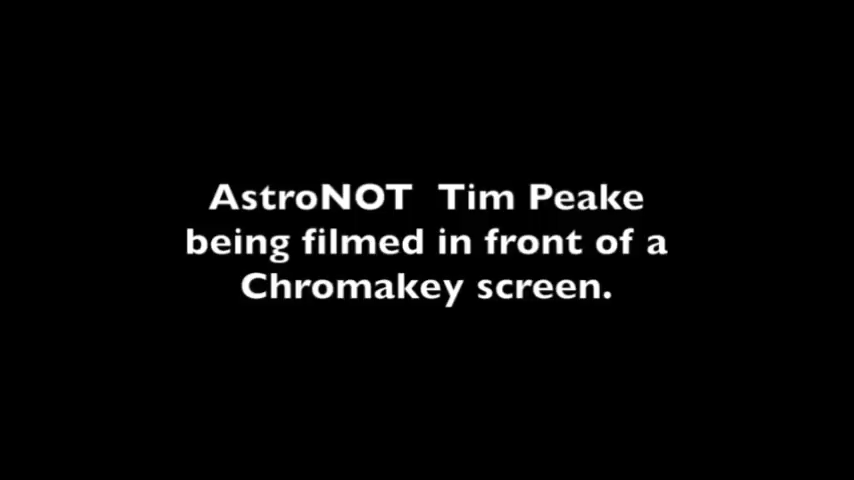 AstroNOT Tim Peake
being filmed in front of a
Chromakey screen.